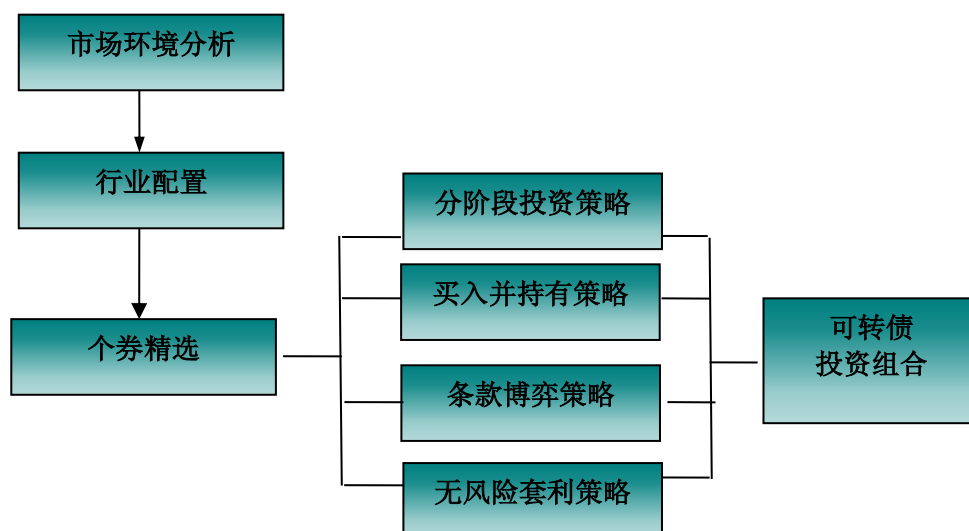 市场环境分析
行业配置
个券精选
分阶段投资策略
买入并持有策略
条款博弈策略
无风险套利策略
可转债
投资组合